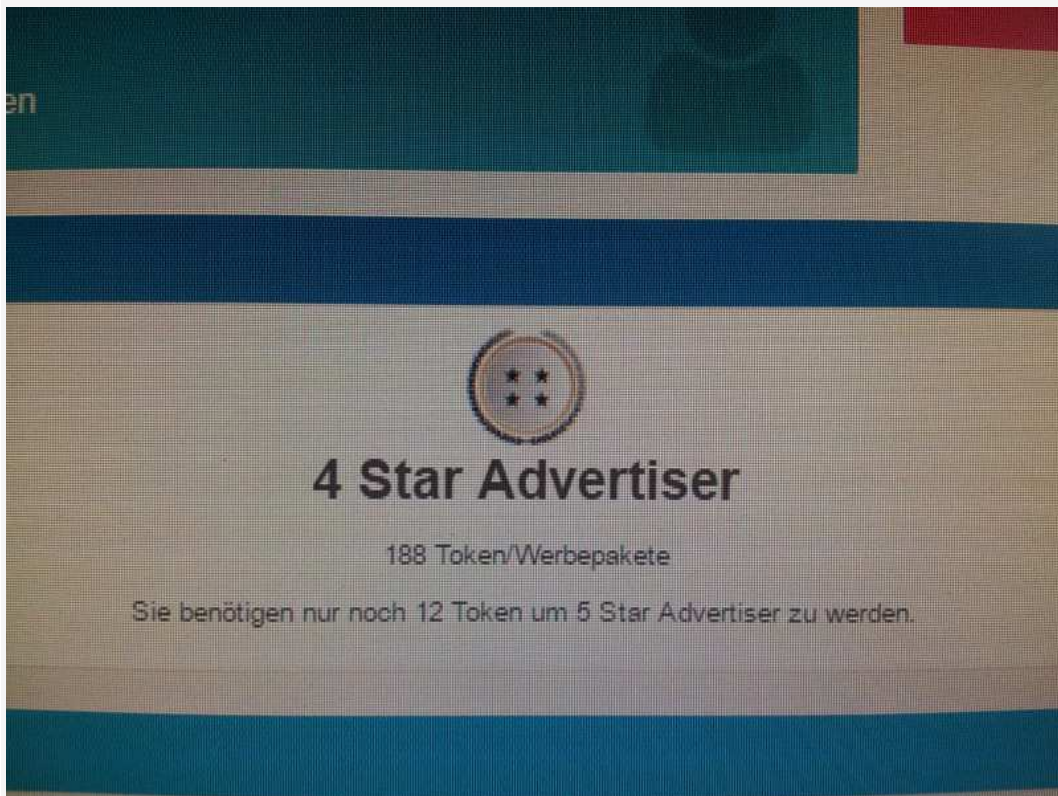 en
4 Star Advertiser
188 Token/Werbepakete
Sie benötigen nur noch 12 Token um 5 Star Advertiser zu werden.